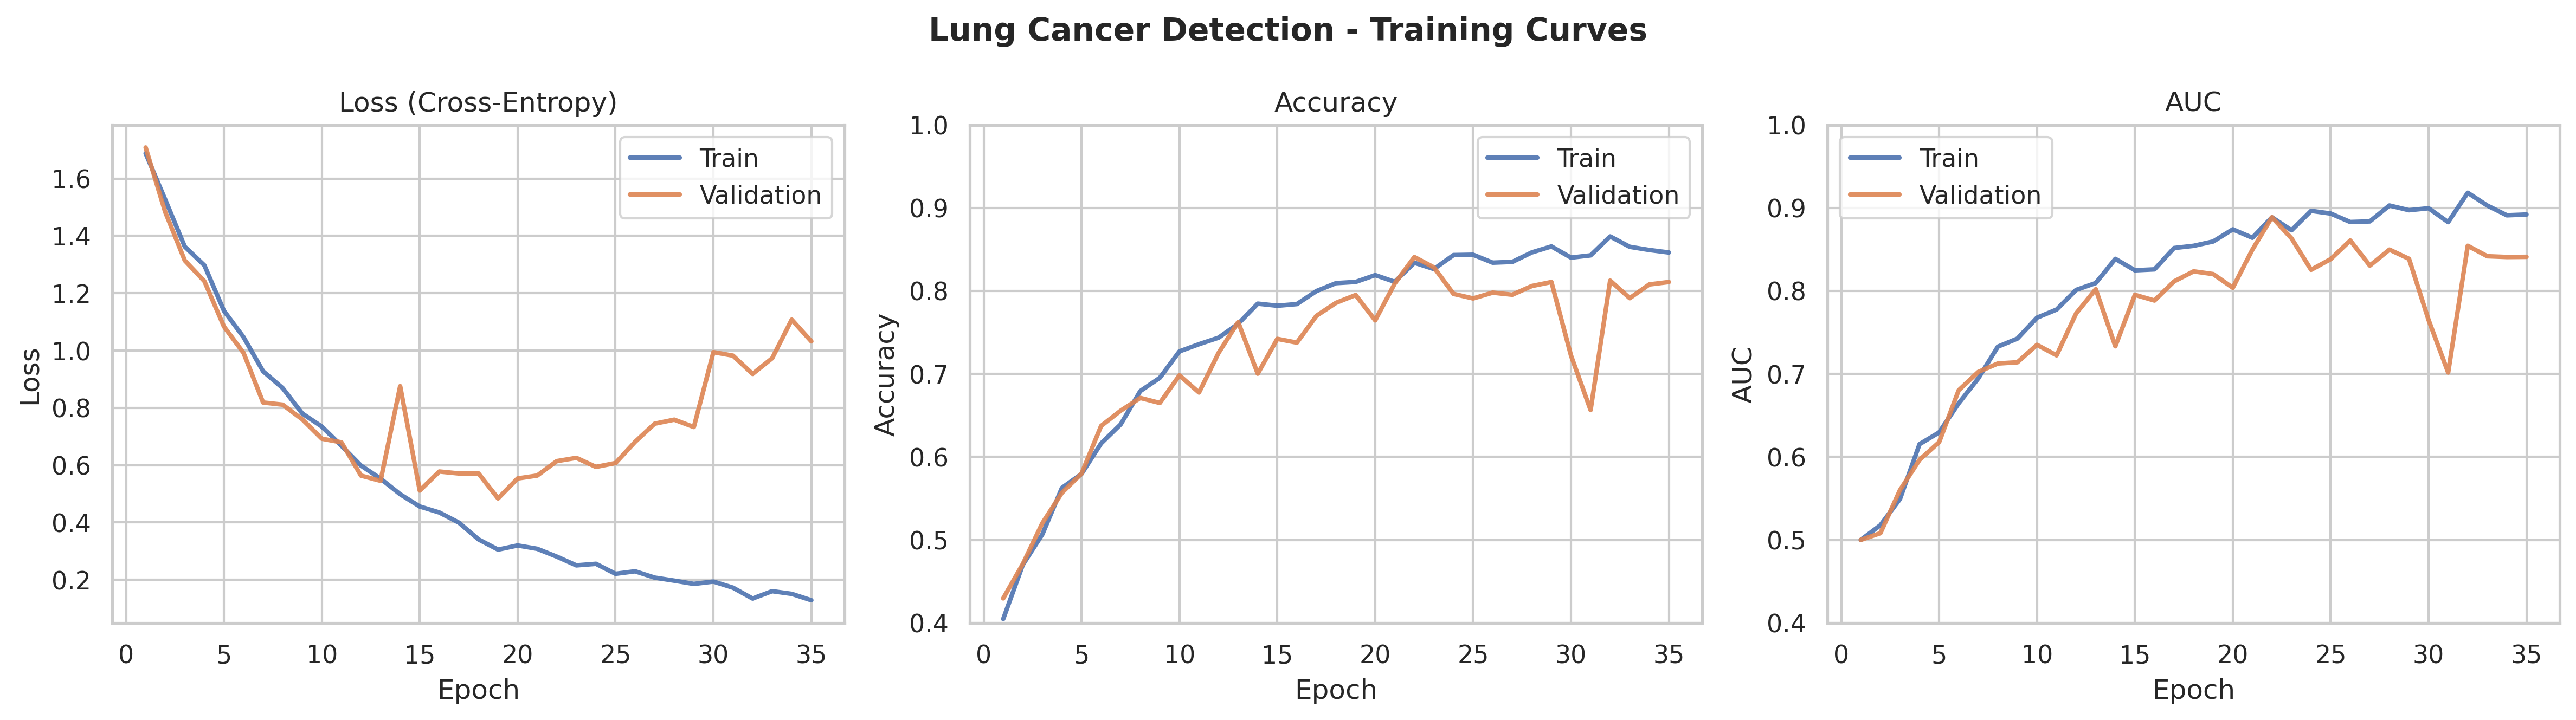 Lung Cancer Detection - Training Curves
Loss (Cross-Entropy)
Train
Validation
1.6
1.4
1.2
1.0
0.8
0.6
0.4
0.2
Loss
0 5 10 15 20 25 30 35
Epoch
Accuracy
Train
Validation
1.0
0.9
0.8
0.7
0.6
0.5
0.4
Accuracy
0 5 10 15 20 25 30 35
Epoch
AUC
Train
Validation
1.0
0.9
0.8
0.7
0.6
0.5
0.4
AUC
0 5 10 15 20 25 30 35
Epoch